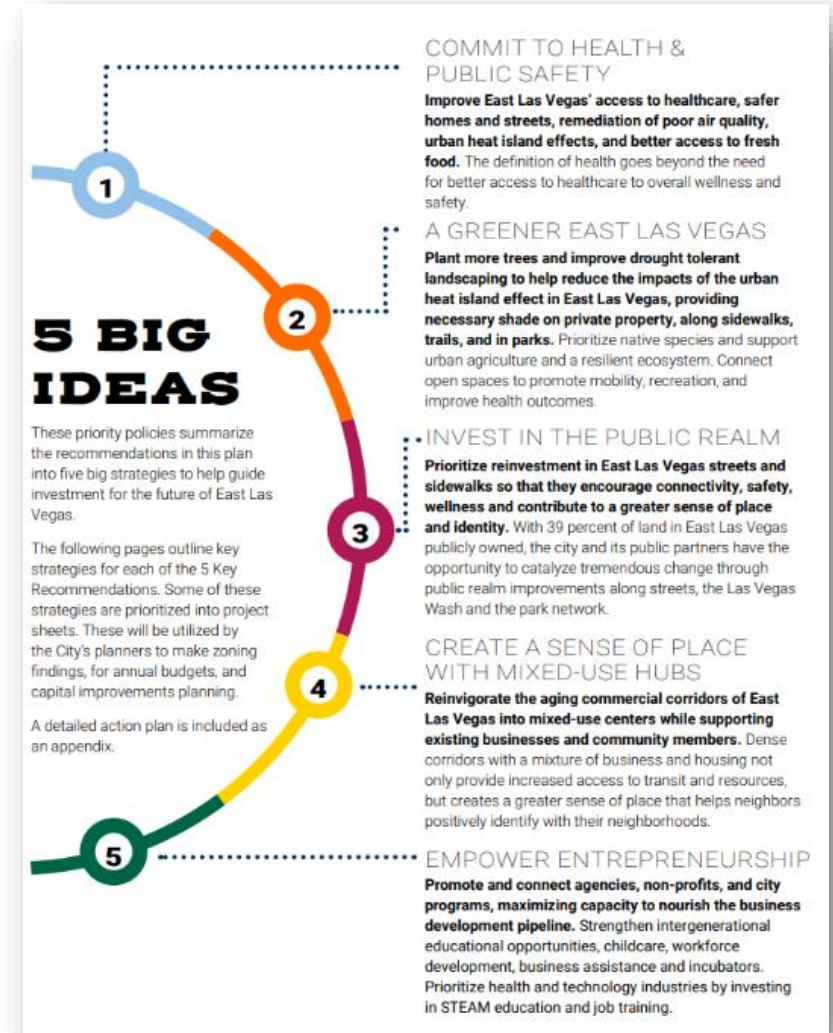 COMMIT TO HEALTH &
PUBLIC SAFETY
Improve East Las Vegas' access to healthcare, safer
homes and streets, remediation of poor air quality,
urban heat island effects, and better access to fresh
food. The definition of health goes beyond the need
for better access to healthcare to overall wellness and
safety.
1
A GREENER EAST LAS VEGAS
Plant more trees and improve drought tolerant
landscaping to help reduce the impacts of the urban
heat island effect in East Las Vegas, providing
necessary shade on private property, along sidewalks,
trails, and in parks. Prioritize native species and support
urban agriculture and a resilient ecosystem. Connect
open spaces to promote mobility, recreation, and
improve health outcomes.
2
5 BIG
IDEAS
These priority policies summarize
the recommendations in this plan
into five big strategies to help guide
investment for the future of East Las
Vegas.
The following pages outline key
strategies for each of the 5 Key
Recommendations. Some of these
strategies are prioritized into project
sheets. These will be utilized by
the City's planners to make zoning
findings, for annual budgets, and
capital improvements planning.
A detailed action plan is included as
an appendix.
INVEST IN THE PUBLIC REALM
Prioritize reinvestment in East Las Vegas streets and
sidewalks so that they encourage connectivity, safety,
wellness and contribute to a greater sense of place
and identity. With 39 percent of land in East Las Vegas
publicly owned, the city and its public partners have the
opportunity to catalyze tremendous change through
public realm improvements along streets, the Las Vegas
Wash and the park network.
3
CREATE A SENSE OF PLACE
WITH MIXED-USE HUBS
Reinvigorate the aging commercial corridors of East
Las Vegas into mixed-use centers while supporting
existing businesses and community members. Dense
corridors with a mixture of business and housing not
only provide increased access to transit and resources,
but creates a greater sense of place that helps neighbors
positively identify with their neighborhoods.
4
EMPOWER ENTREPRENEURSHIP
Promote and connect agencies, non-profits, and city
programs, maximizing capacity to nourish the business
development pipeline. Strengthen intergenerational
educational opportunities, childcare, workforce
development, business assistance and incubators.
Prioritize health and technology industries by investing
in STEAM education and job training.
5